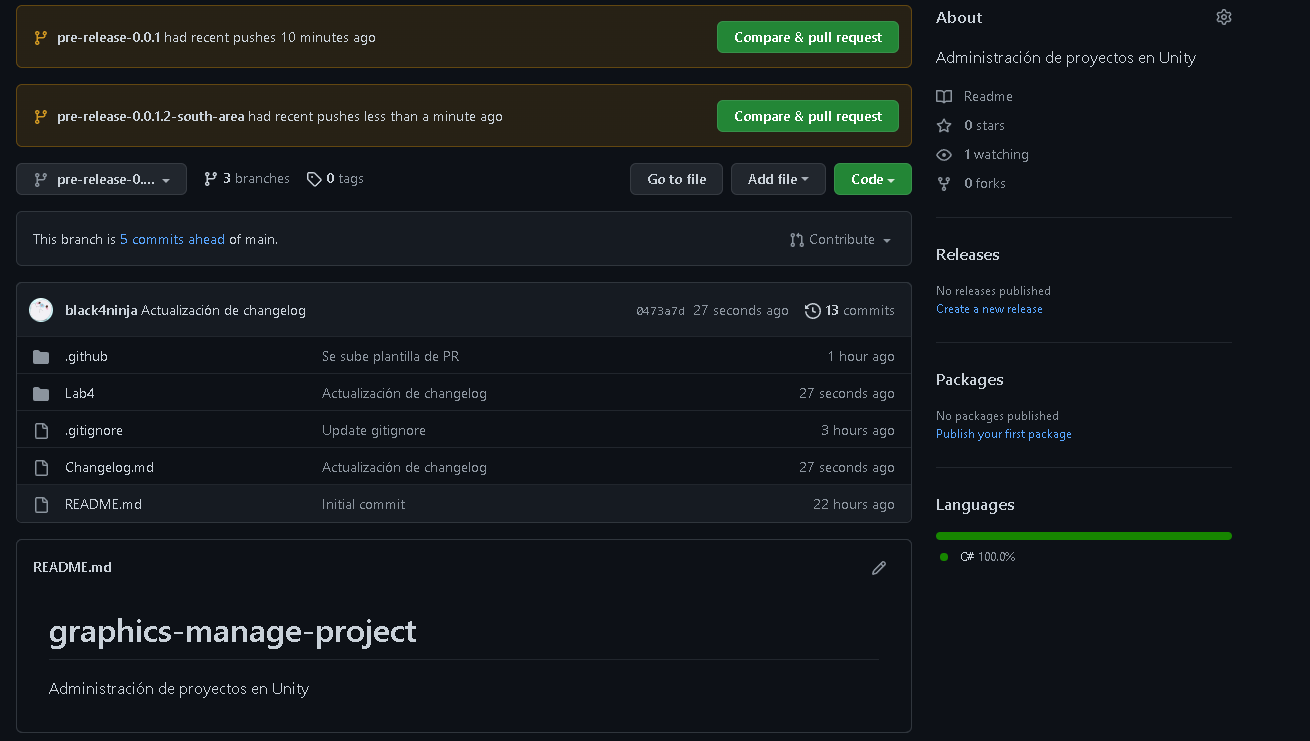 pre-release-0.0.1 had recent pushes 10 minutes ago
Compare & pull request
pre-release-0.0.1.2-south-area had recent pushes less than a minute ago
Compare & pull request
pre-release-0.... 3 branches 0 tags
Go to file Add file Code
This branch is 5 commits ahead of main.
Contribute
black4ninja Actualización de changelog 0473a7d 27 seconds ago 13 commits
.github Se sube plantilla de PR 1 hour ago
Lab4 Actualización de changelog 27 seconds ago
.gitignore Update gitignore 3 hours ago
Changelog.md Actualización de changelog 27 seconds ago
README.md Initial commit 22 hours ago
README.md
graphics-manage-project
Administración de proyectos en Unity
About
Administración de proyectos en Unity
Readme
0 stars
1 watching
0 forks
Releases
No releases published
Create a new release
Packages
No packages published
Publish your first package
Languages
C# 100.0%